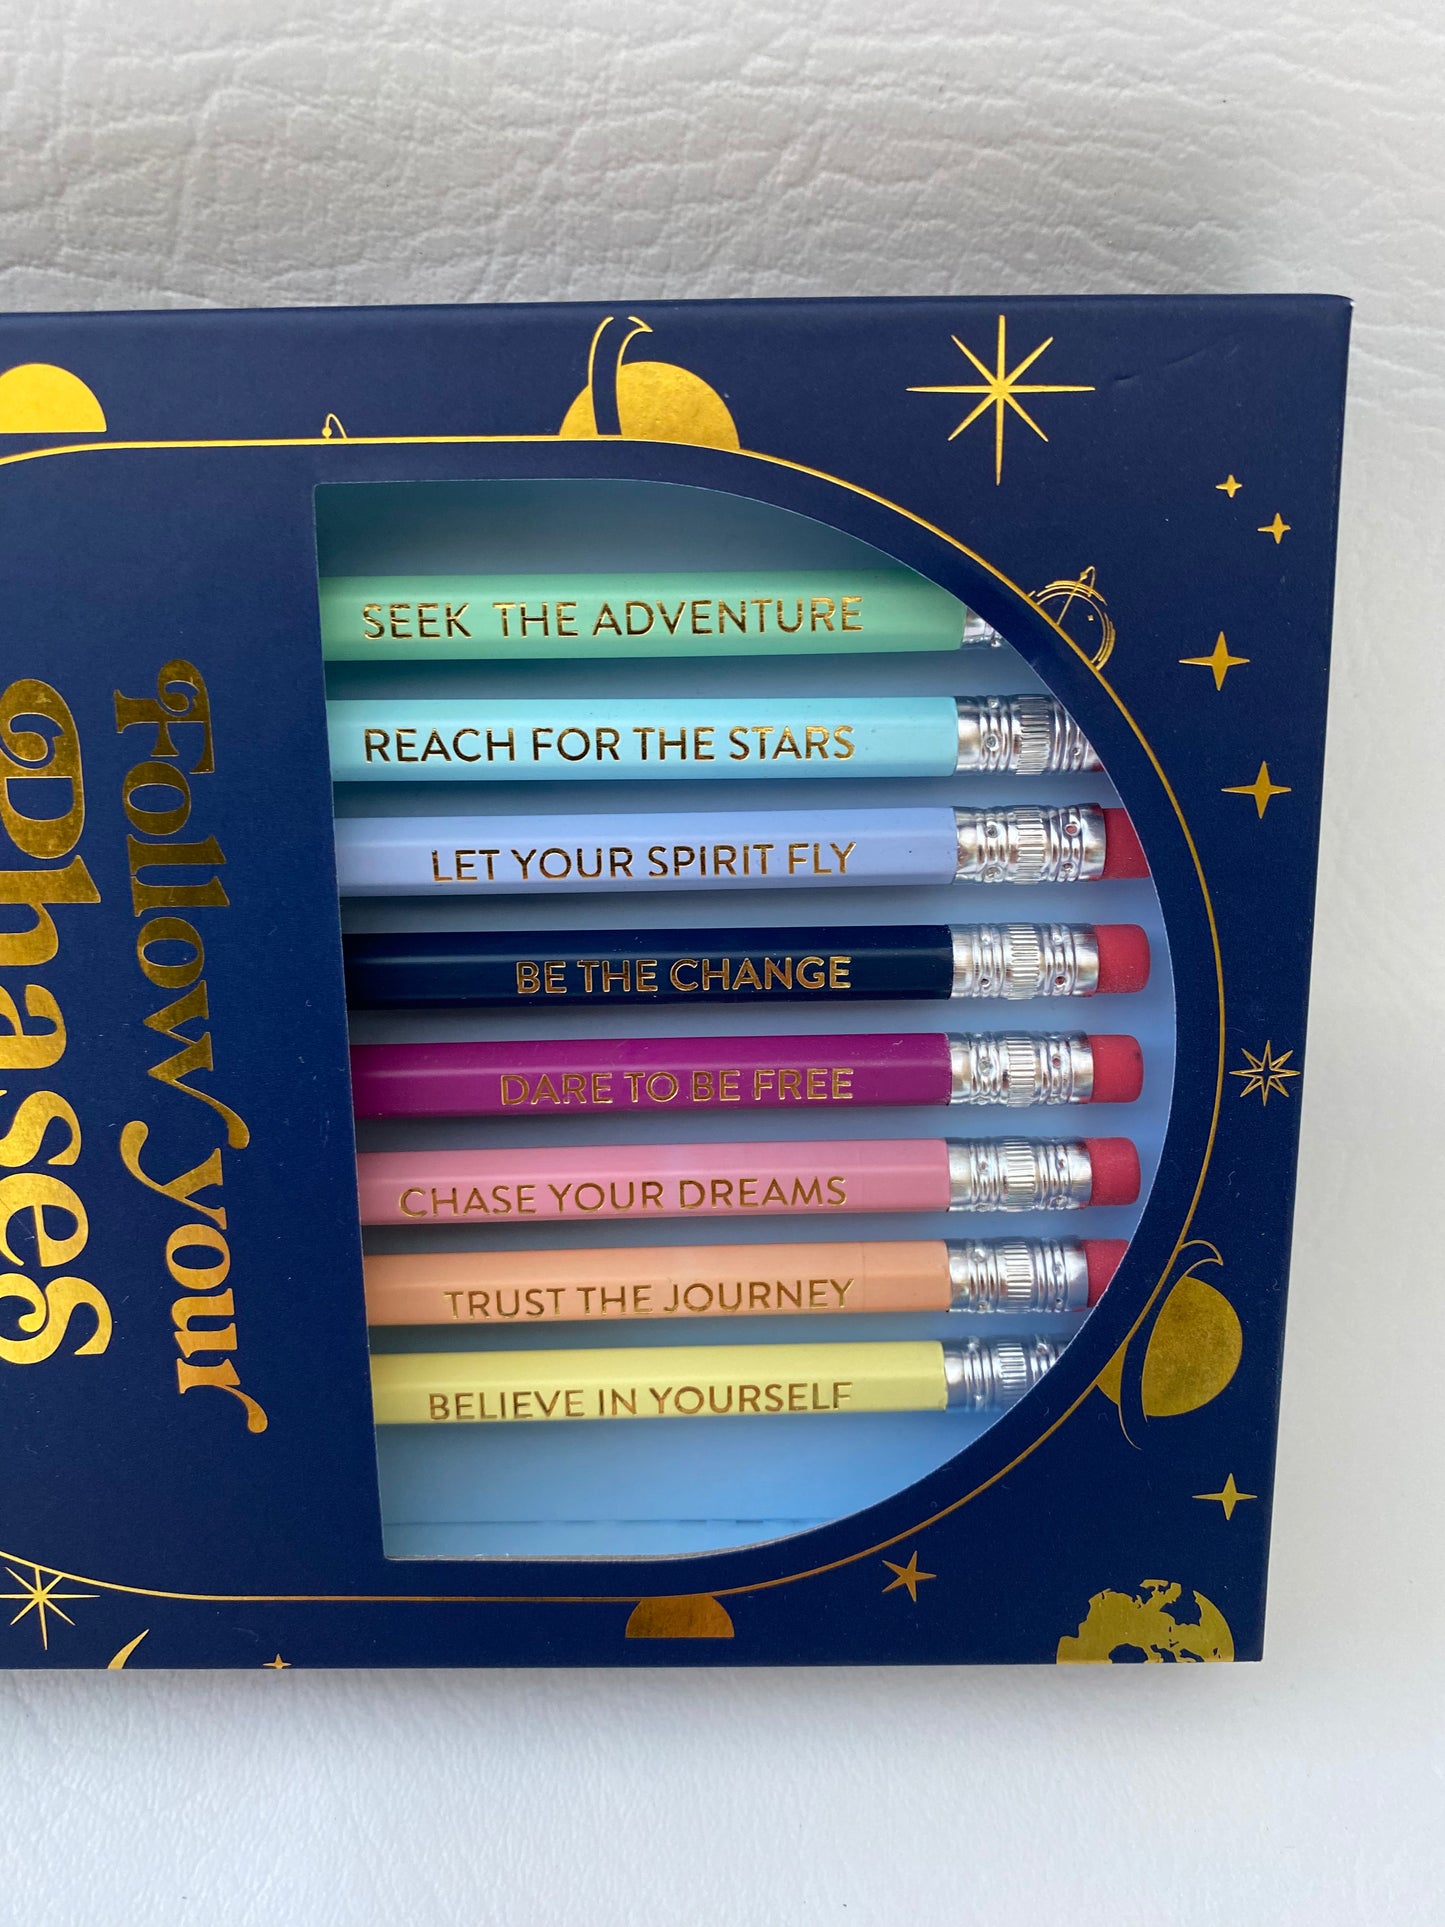 Follow your
Phases
SEEK THE ADVENTURE
REACH FOR THE STARS
LET YOUR SPIRIT FLY
BE THE CHANGE
DARE TO BE FREE
CHASE YOUR DREAMS
TRUST THE JOURNEY
BELIEVE IN YOURSELF